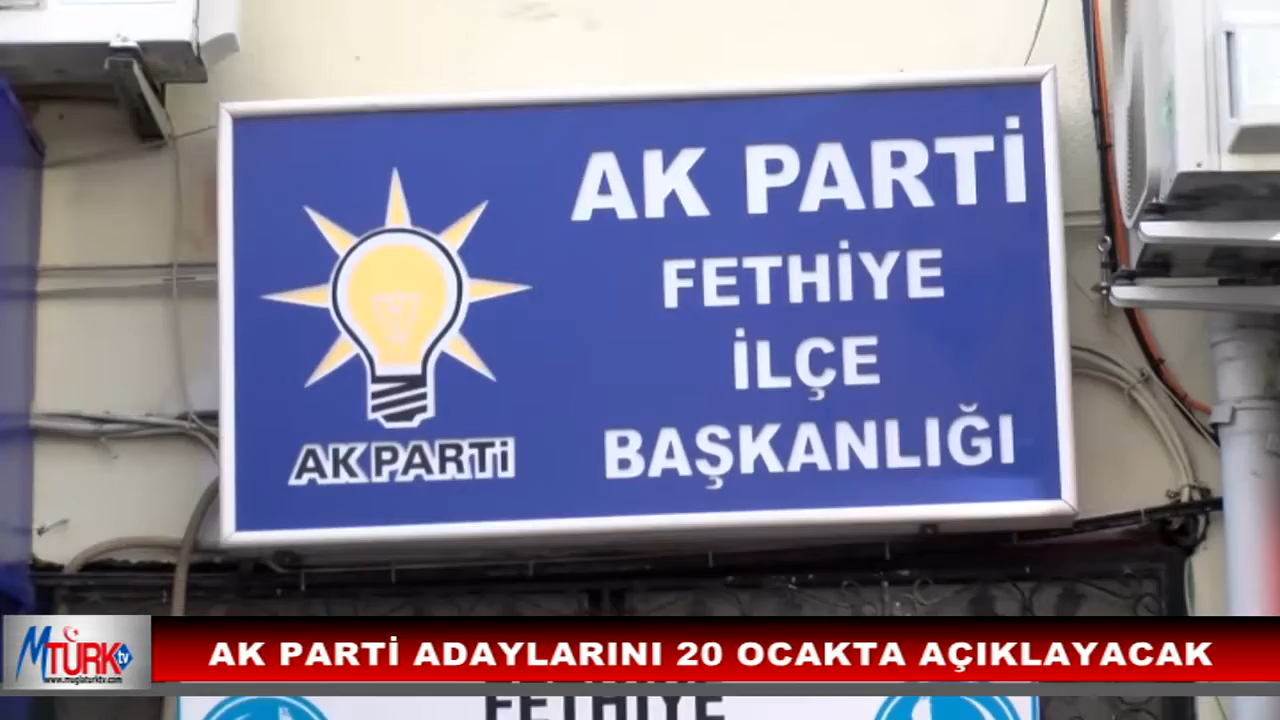 AK PARTİ
FETHİYE
İLÇE
BAŞKANLIĞI
AK PARTİ
MTÜRK tv
www.muglaturktv.com
AK PARTİ ADAYLARINI 20 OCAKTA AÇIKLAYACAK
FETHİYE